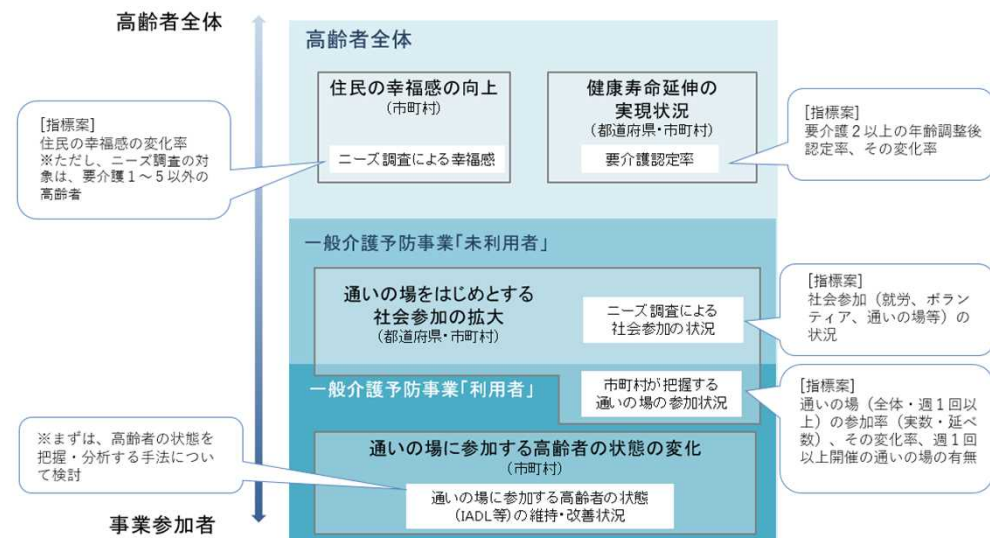 高齢者全体
高齢者全体
住民の幸福感の向上
(市町村)
ニーズ調査による幸福感
健康寿命延伸の
実現状況
(都道府県・市町村)
要介護認定率
[指標案]
住民の幸福感の変化率
※ただし、ニーズ調査の対
象は、要介護1～5以外の
高齢者
[指標案]
要介護2以上の年齢調整後
認定率、その変化率
一般介護予防事業「未利用者」
通いの場をはじめとする
社会参加の拡大
(都道府県・市町村)
ニーズ調査による
社会参加の状況
[指標案]
社会参加（就労、ボラン
ティア、通いの場等）の
状況
一般介護予防事業「利用者」
市町村が把握する
通いの場の参加状況
[指標案]
通いの場（全体・週1回以
上）の参加率（実数・延べ
数）、その変化率、週1回
以上開催の通いの場の有無
※まずは、高齢者の状態を
把握・分析する手法につい
て検討
通いの場に参加する高齢者の状態の変化
(市町村)
通いの場に参加する高齢者の状態
(IADL等)の維持・改善状況
事業参加者